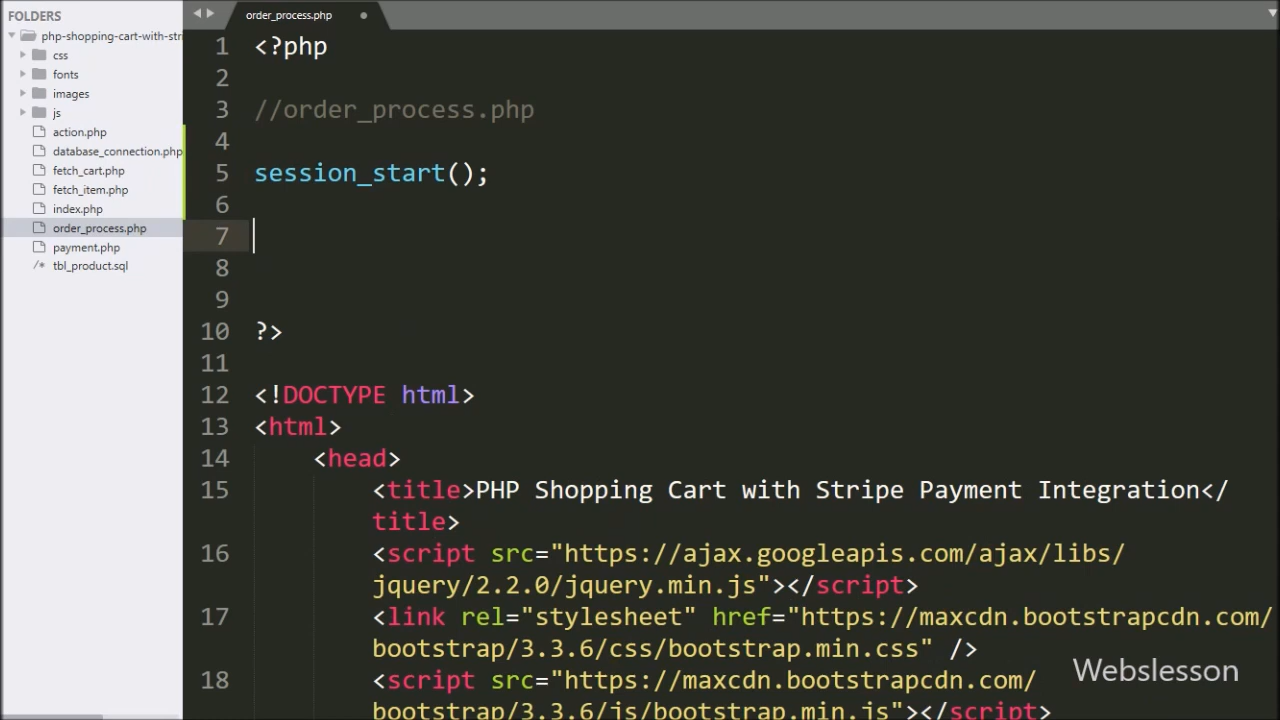 FOLDERS
php-shopping-cart-with-stri
css
fonts
images
js
action.php
database_connection.php
fetch_cart.php
fetch_item.php
index.php
order_process.php
payment.php
/* tbl_product.sql
order_process.php
1 <?php
2
3 //order_process.php
4
5 session_start();
6
7
8
9
10 ?>
11
12 <!DOCTYPE html>
13 <html>
14 <head>
15 <title>PHP Shopping Cart with Stripe Payment Integration</
title>
16 <script src="https://ajax.googleapis.com/ajax/libs/
jquery/2.2.0/jquery.min.js"></script>
17 <link rel="stylesheet" href="https://maxcdn.bootstrapcdn.com/
bootstrap/3.3.6/css/bootstrap.min.css" />
18 <script src="https://maxcdn.bootstrapcdn.com/
bootstrap/3.3.6/js/bootstrap.min.js"></script>
Webslesson